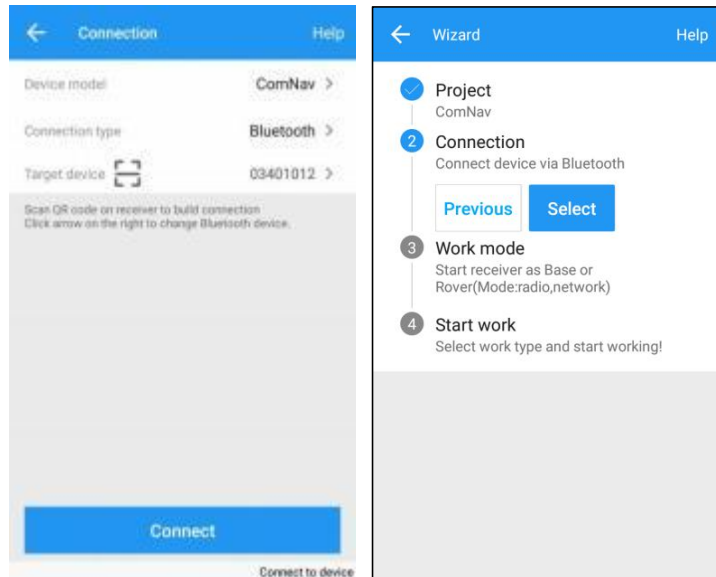 Connection Help
Device model ComNav >
Connection type Bluetooth >
Target device 03401012 >
Scan QR code on receiver to build connection
Click arrow on the right to change Bluetooth device.
Connect
Connect to device
Wizard Help
Project
ComNav
2 Connection
Connect device via Bluetooth
Previous Select
3 Work mode
Start receiver as Base or
Rover(Mode:radio,network)
4 Start work
Select work type and start working!